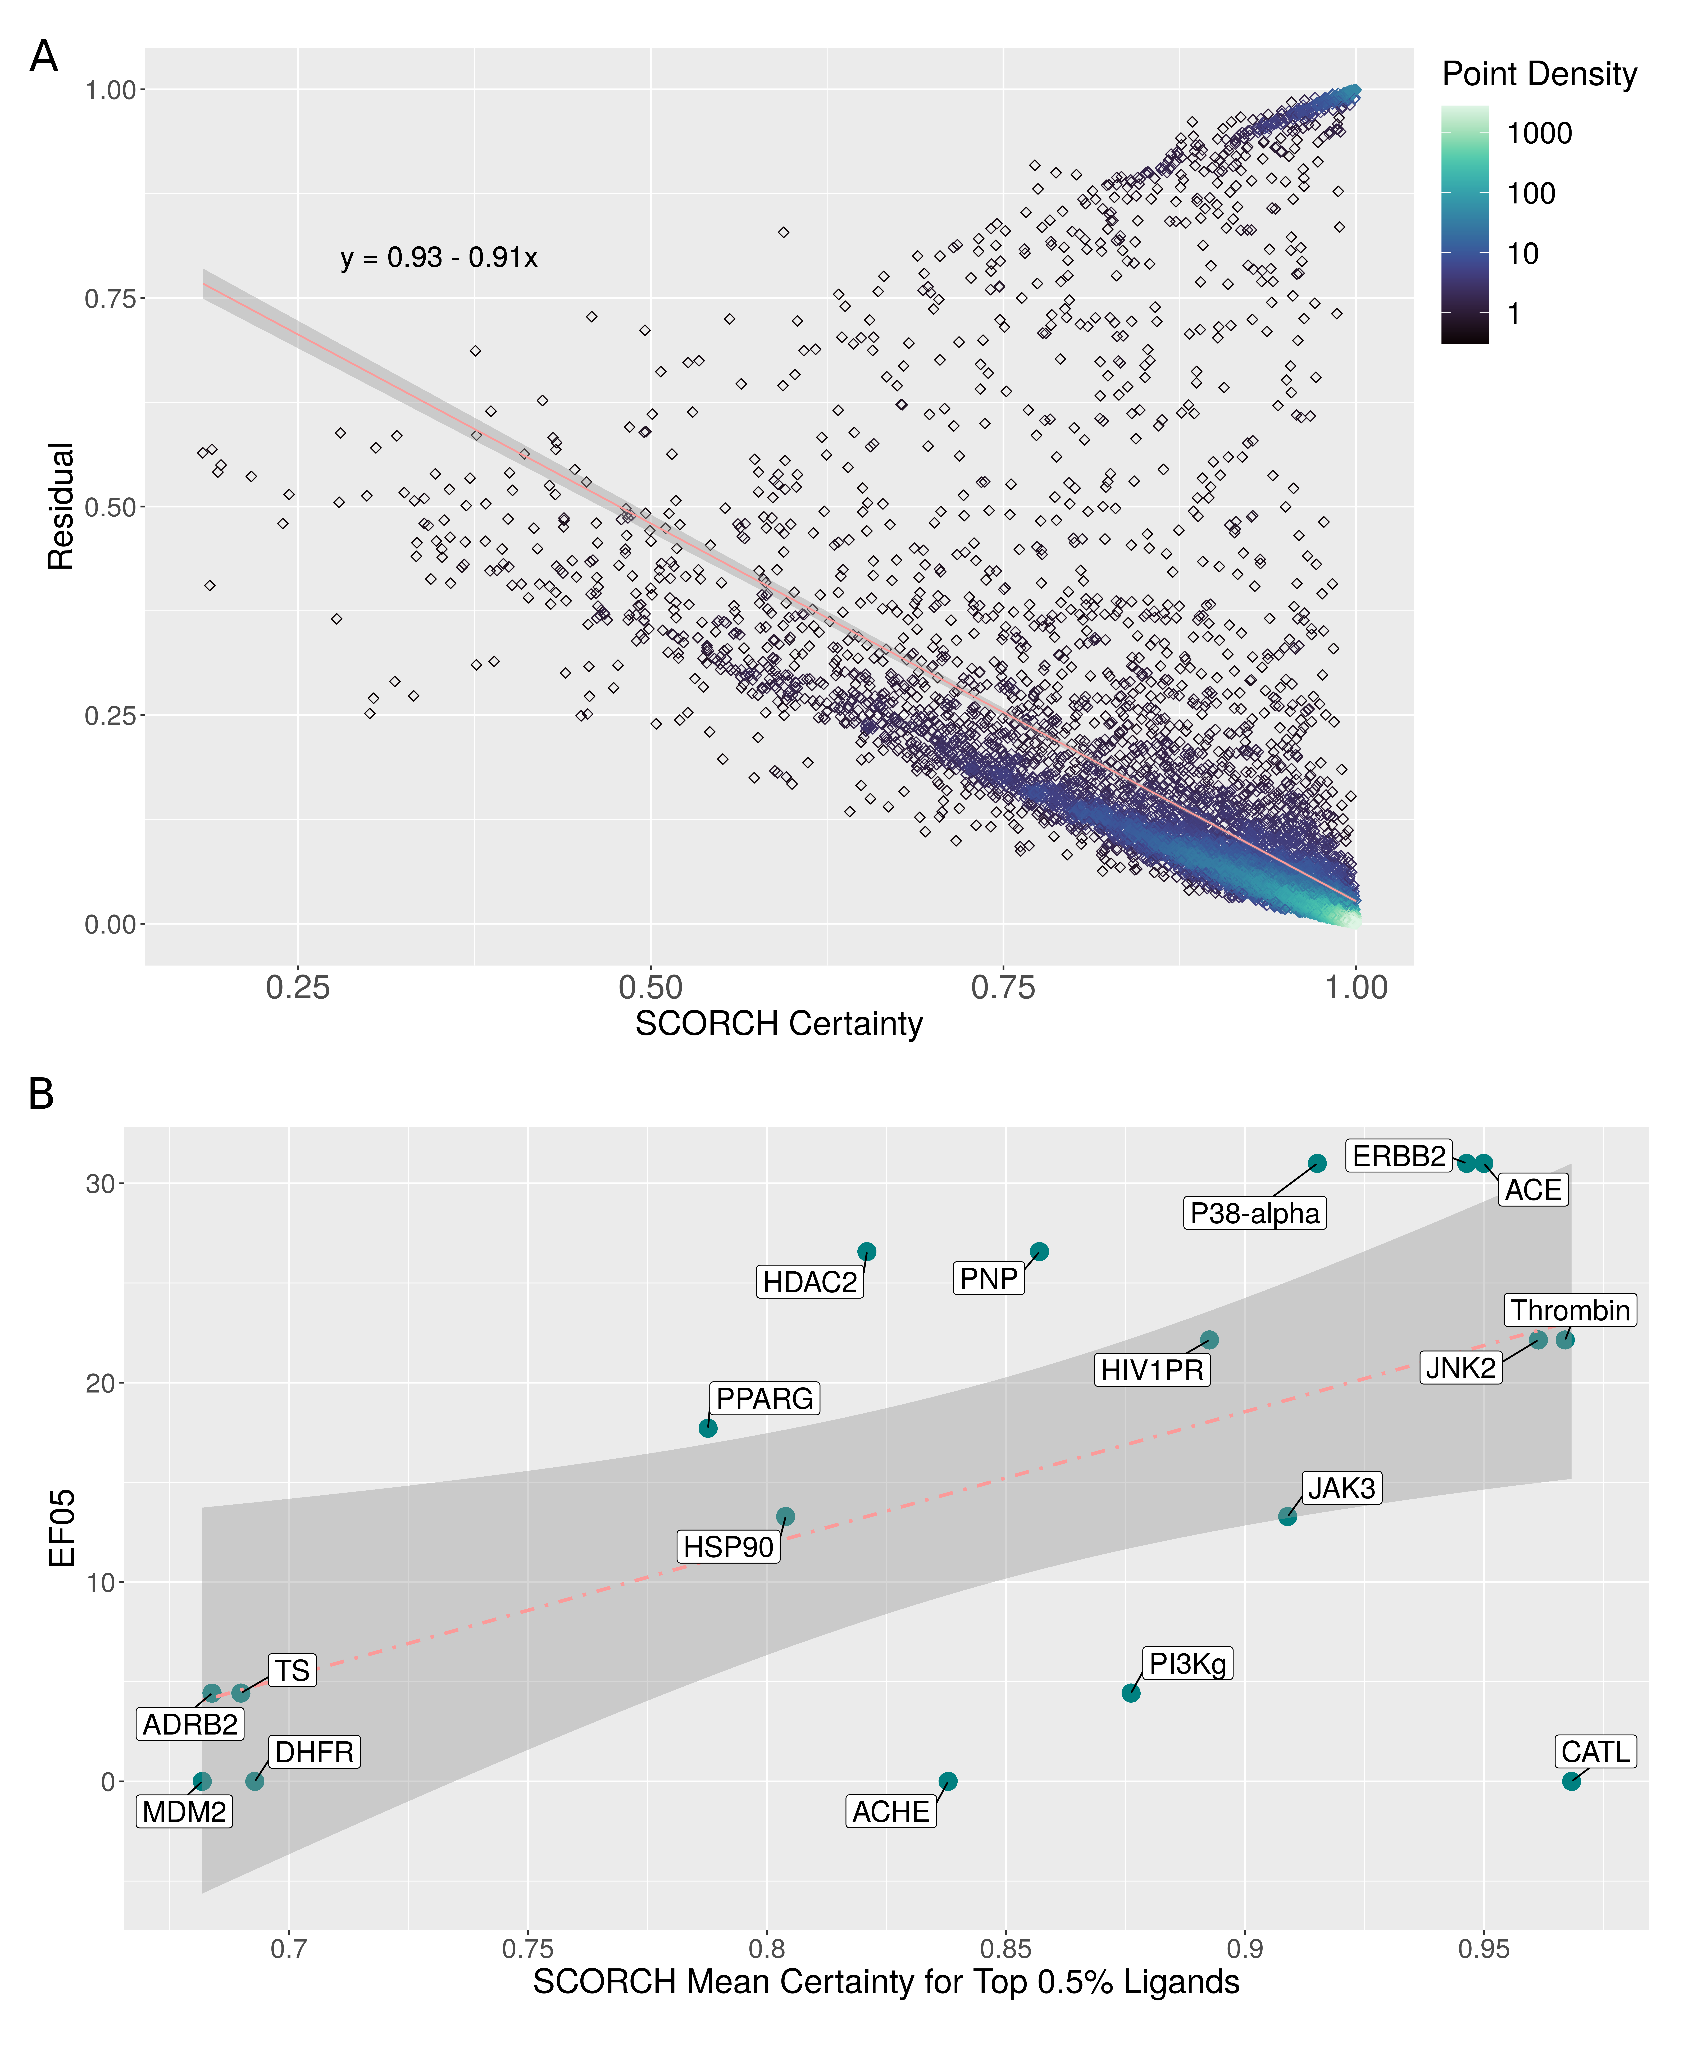 A
Point Density
1000
100
10
1
y = 0.93 - 0.91x
1.00
0.75
0.50
0.25
0.00
Residual
0.25
0.50
0.75
1.00
SCORCH Certainty
B
30
20
10
0
EF05
ERBB2
ACE
P38-alpha
HDAC2
PNP
Thrombin
HIV1PR
JNK2
PPARG
JAK3
HSP90
TS
PI3Kg
ADRB2
DHFR
CATL
MDM2
ACHE
0.7
0.75
0.8
0.85
0.9
0.95
SCORCH Mean Certainty for Top 0.5% Ligands